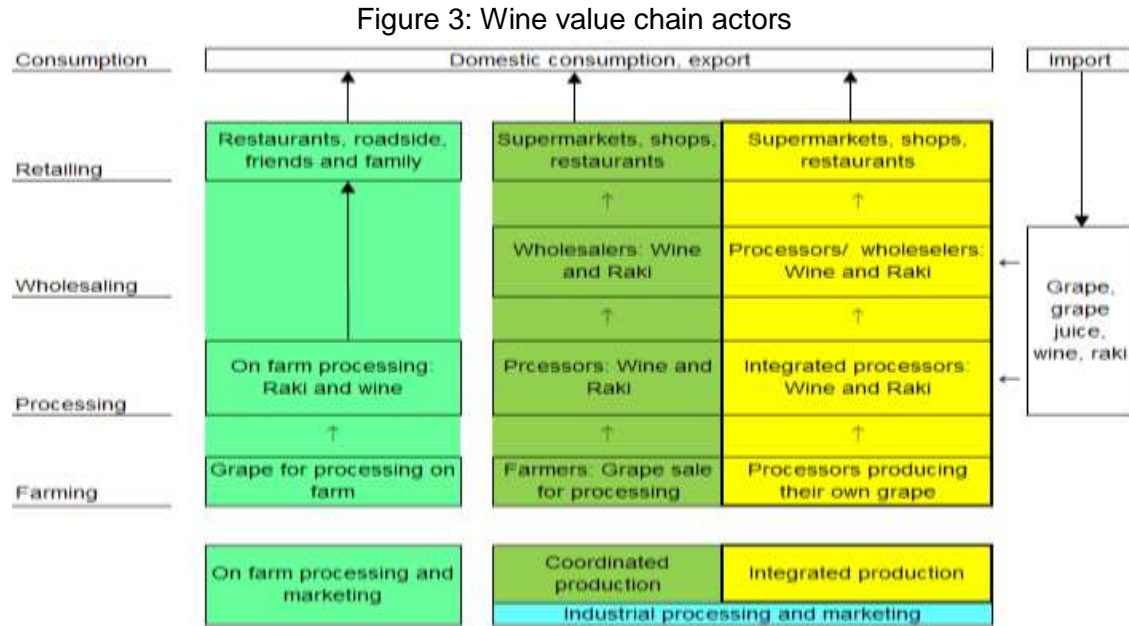 Figure 3: Wine value chain actors
Consumption
Domestic consumption, export
Import
Retailing
Restaurants, roadside,
friends and family
Supermarkets, shops,
restaurants
Supermarkets, shops,
restaurants
↑
↑
Wholesaling
Wholesalers: Wine
and Raki
Processors/ wholeselers:
Wine and Raki
←
Grape,
grape
juice,
wine, raki
↑
↑
Processing
On farm processing:
Raki and wine
Prcessors: Wine and
Raki
Integrated processors:
Wine and Raki
←
↑
↑
↑
Farming
Grape for processing on
farm
Farmers: Grape sale
for processing
Processors producing
their own grape
On farm processing and
marketing
Coordinated
production
Integrated production
Industrial processing and marketing